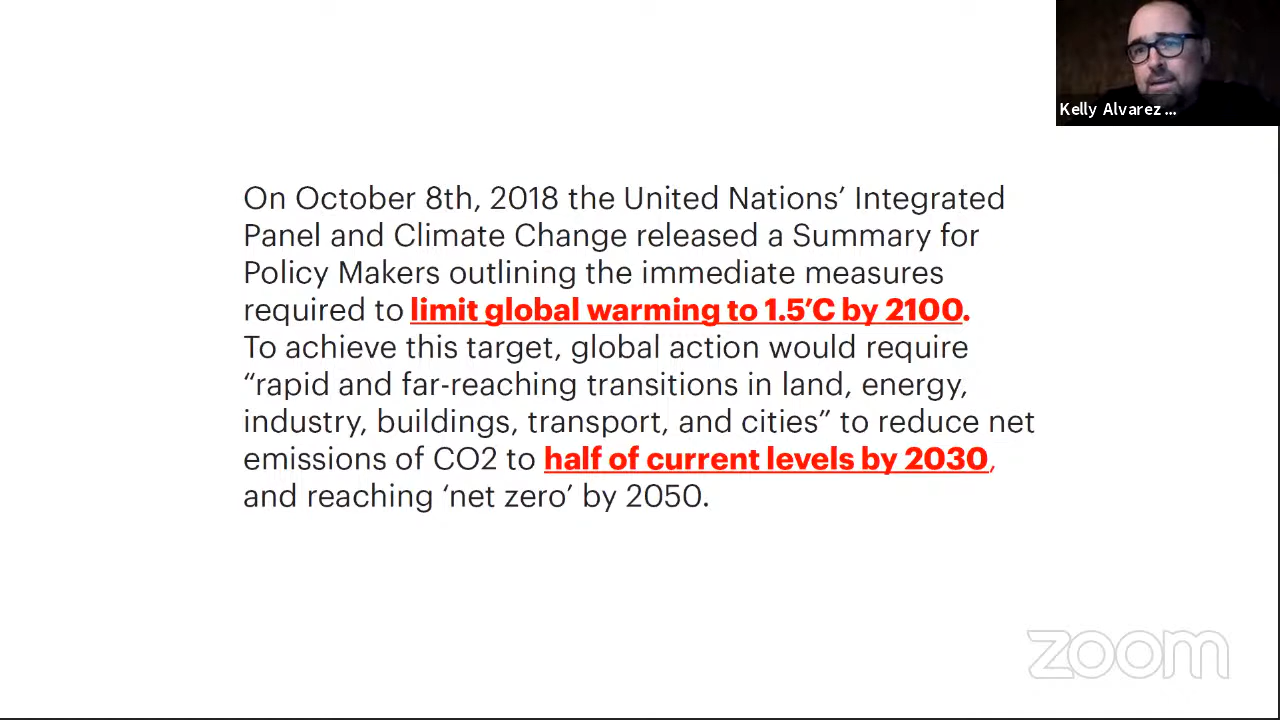 Kelly Alvarez ...
On October 8th, 2018 the United Nations’ Integrated
Panel and Climate Change released a Summary for
Policy Makers outlining the immediate measures
required to limit global warming to 1.5’C by 2100.
To achieve this target, global action would require
“rapid and far-reaching transitions in land, energy,
industry, buildings, transport, and cities” to reduce net
emissions of CO2 to half of current levels by 2030,
and reaching ‘net zero’ by 2050.
zoom